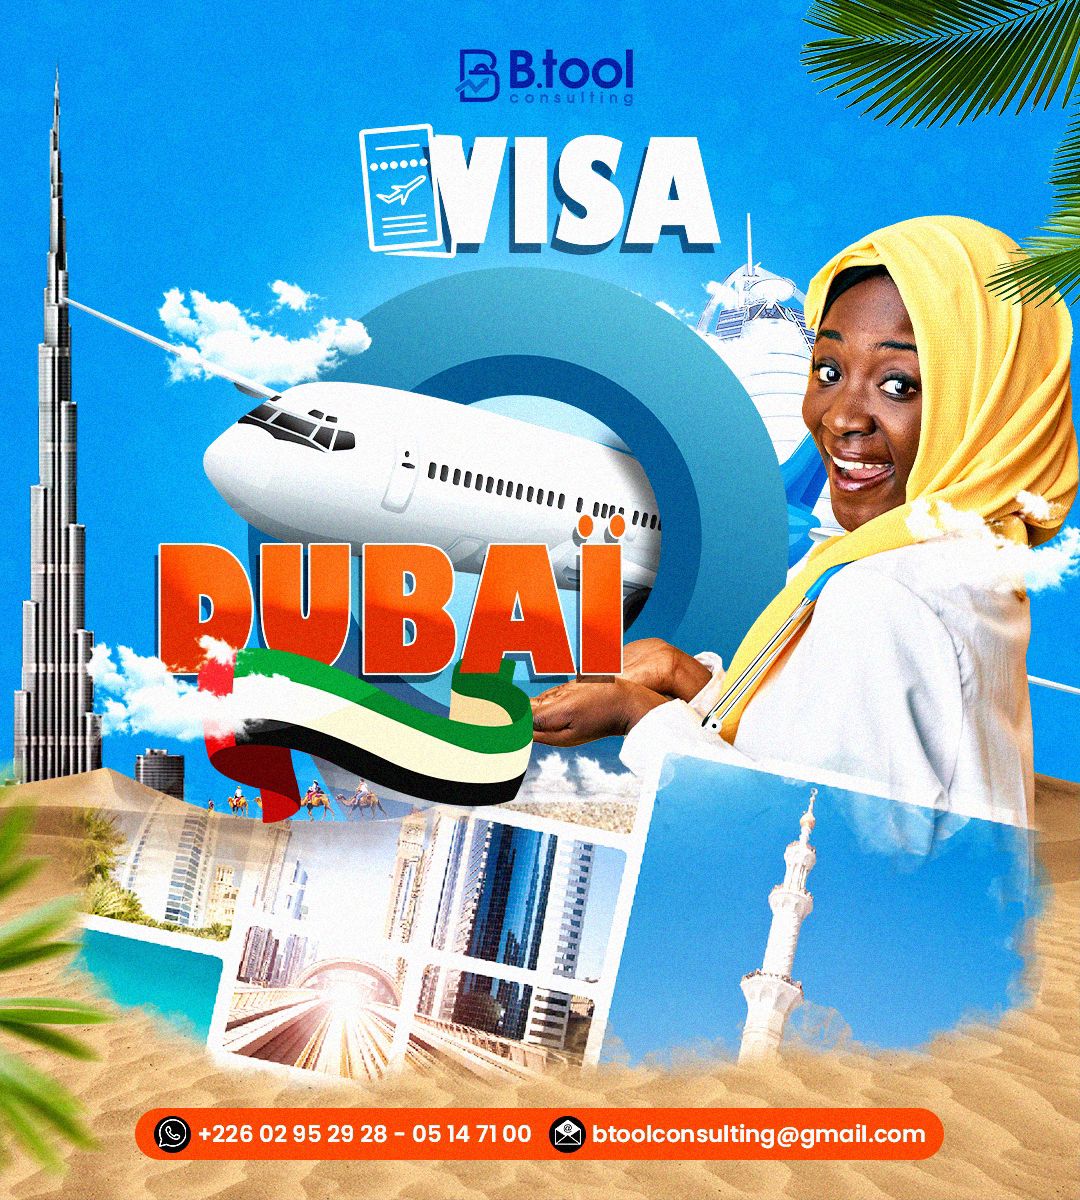 B.tool
consulting
VISA
DUBAÏ
+226 02 95 29 28 - 05 14 71 00
btoolconsulting@gmail.com